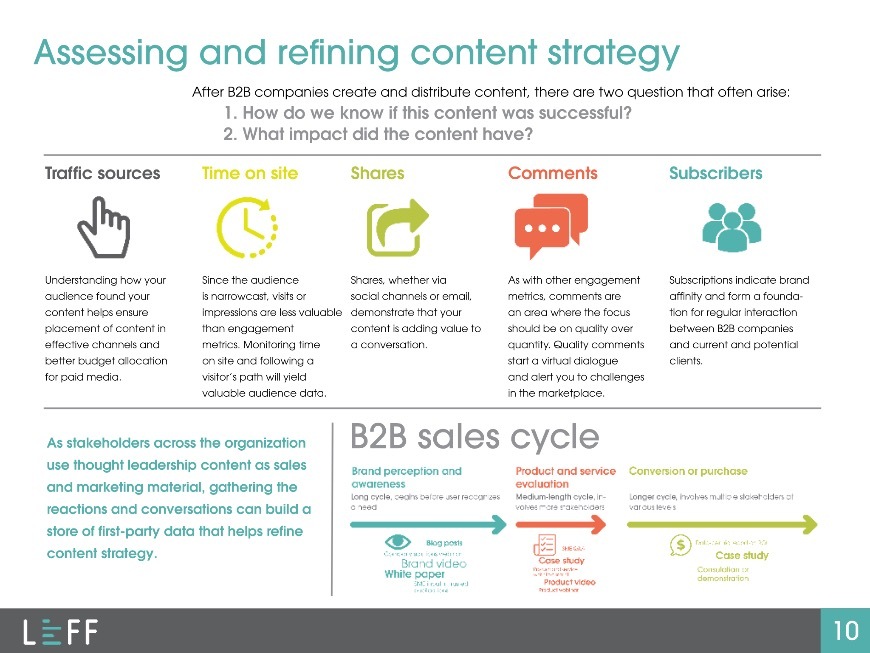 Assessing and refining content strategy
After B2B companies create and distribute content, there are two question that often arise:
1. How do we know if this content was successful?
2. What impact did the content have?
Traffic sources
Understanding how your
audience found your
content helps ensure
placement of content in
effective channels and
better budget allocation
for paid media.
Time on site
Since the audience
is narrowcast, visits or
impressions are less valuable
than engagement
metrics. Monitoring time
on site and following a
visitor's path will yield
valuable audience data.
Shares
Shares, whether via
social channels or email,
demonstrate that your
content is adding value to
a conversation.
Comments
As with other engagement
metrics, comments are
an area where the focus
should be on quality over
quantity. Quality comments
start a virtual dialogue
and alert you to challenges
in the marketplace.
Subscribers
Subscriptions indicate brand
affinity and form a founda-
tion for regular interaction
between B2B companies
and current and potential
clients.
As stakeholders across the organization
use thought leadership content as sales
and marketing material, gathering the
reactions and conversations can build a
store of first-party data that helps refine
content strategy.
B2B sales cycle
Brand perception and
awareness
Long cycle, begins before user recognizes
a need
Blog posts
Brand video
White paper
Product and service
evaluation
Medium-length cycle, in-
volves more stakeholders
Case study
Product video
Product webinar
Conversion or purchase
Longer cycle, involves multiple stakeholders at
various levels
Case study
Consultation or
demonstration
LEFF
10